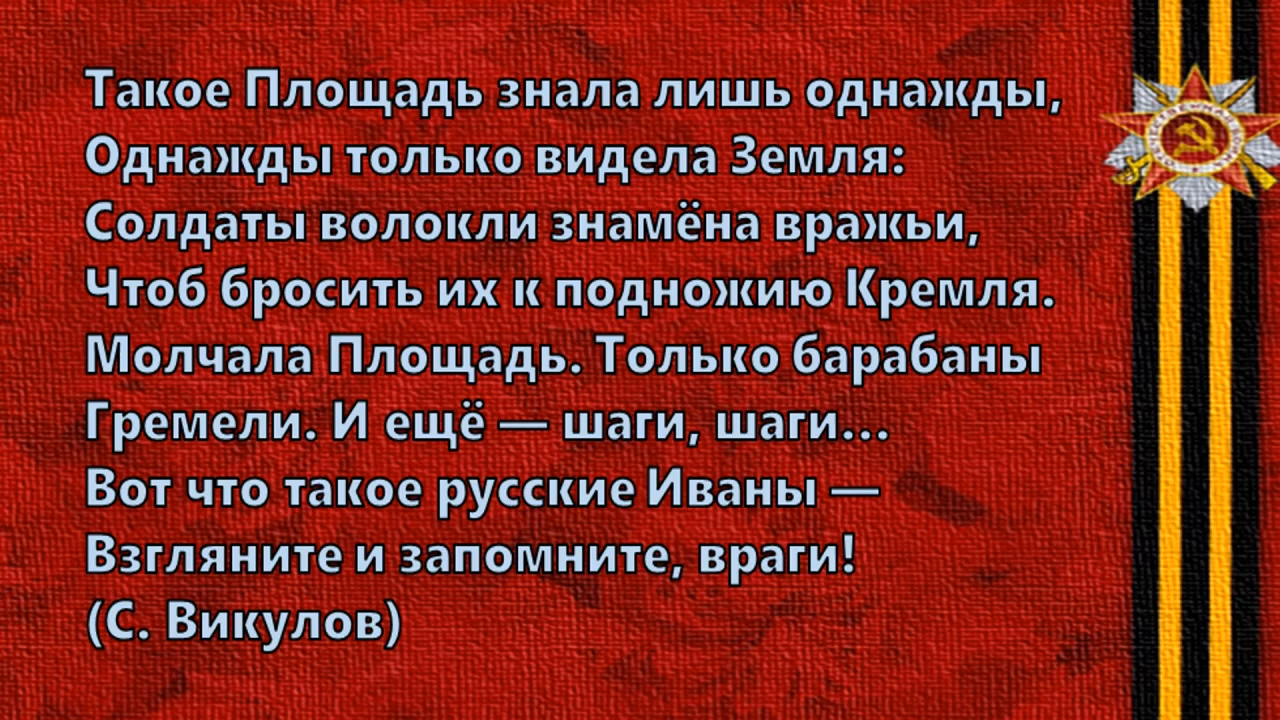 Такое Площадь знала лишь однажды,
Однажды только видела Земля:
Солдаты волокли знамёна вражьи,
Чтоб бросить их к подножию Кремля.
Молчала Площадь. Только барабаны
Гремели. И ещё — шаги, шаги...
Вот что такое русские Иваны —
Взгляните и запомните, враги!
(С. Викулов)